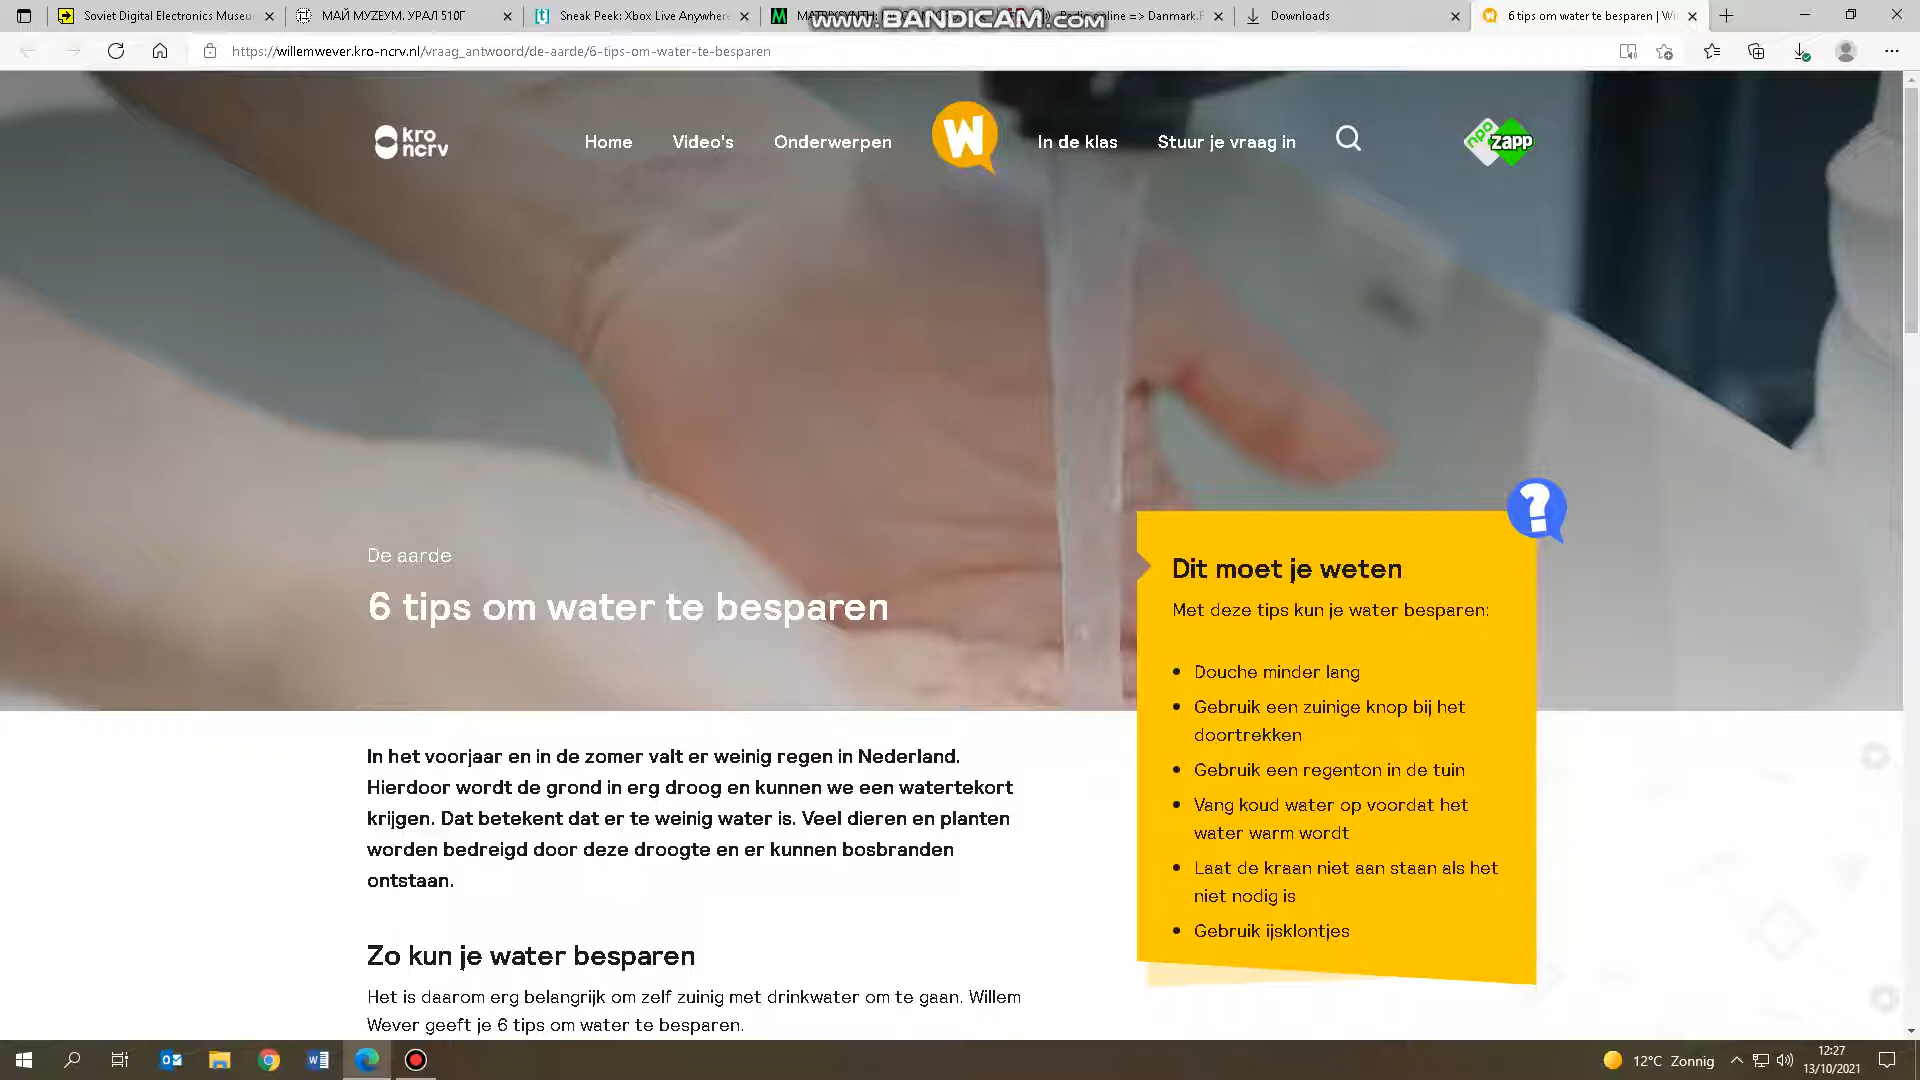 Soviet Digital Electronics Museu
МАЙ МУZЕУМ. УРАЛ 510Г
Sneak Peek: Xbox Live Anywhere
MATRIXSYNTH:
www.BANDICAM.com
Radio online => Danmark.F
Downloads
6 tips om water te besparen | Wi
https://willemwever.kro-ncrv.nl/vraag_antwoord/de-aarde/6-tips-om-water-te-besparen
kro
ncrv
Home
Video's
Onderwerpen
W
In de klas
Stuur je vraag in
npo
zapp
De aarde
6 tips om water te besparen
?
Dit moet je weten
Met deze tips kun je water besparen:
Douche minder lang
Gebruik een zuinige knop bij het
doortrekken
Gebruik een regenton in de tuin
Vang koud water op voordat het
water warm wordt
Laat de kraan niet aan staan als het
niet nodig is
Gebruik ijsklontjes
In het voorjaar en in de zomer valt er weinig regen in Nederland.
Hierdoor wordt de grond in erg droog en kunnen we een watertekort
krijgen. Dat betekent dat er te weinig water is. Veel dieren en planten
worden bedreigd door deze droogte en er kunnen bosbranden
ontstaan.
Zo kun je water besparen
Het is daarom erg belangrijk om zelf zuinig met drinkwater om te gaan. Willem
Wever geeft je 6 tips om water te besparen.
12°C Zonnig
12:27
13/10/2021